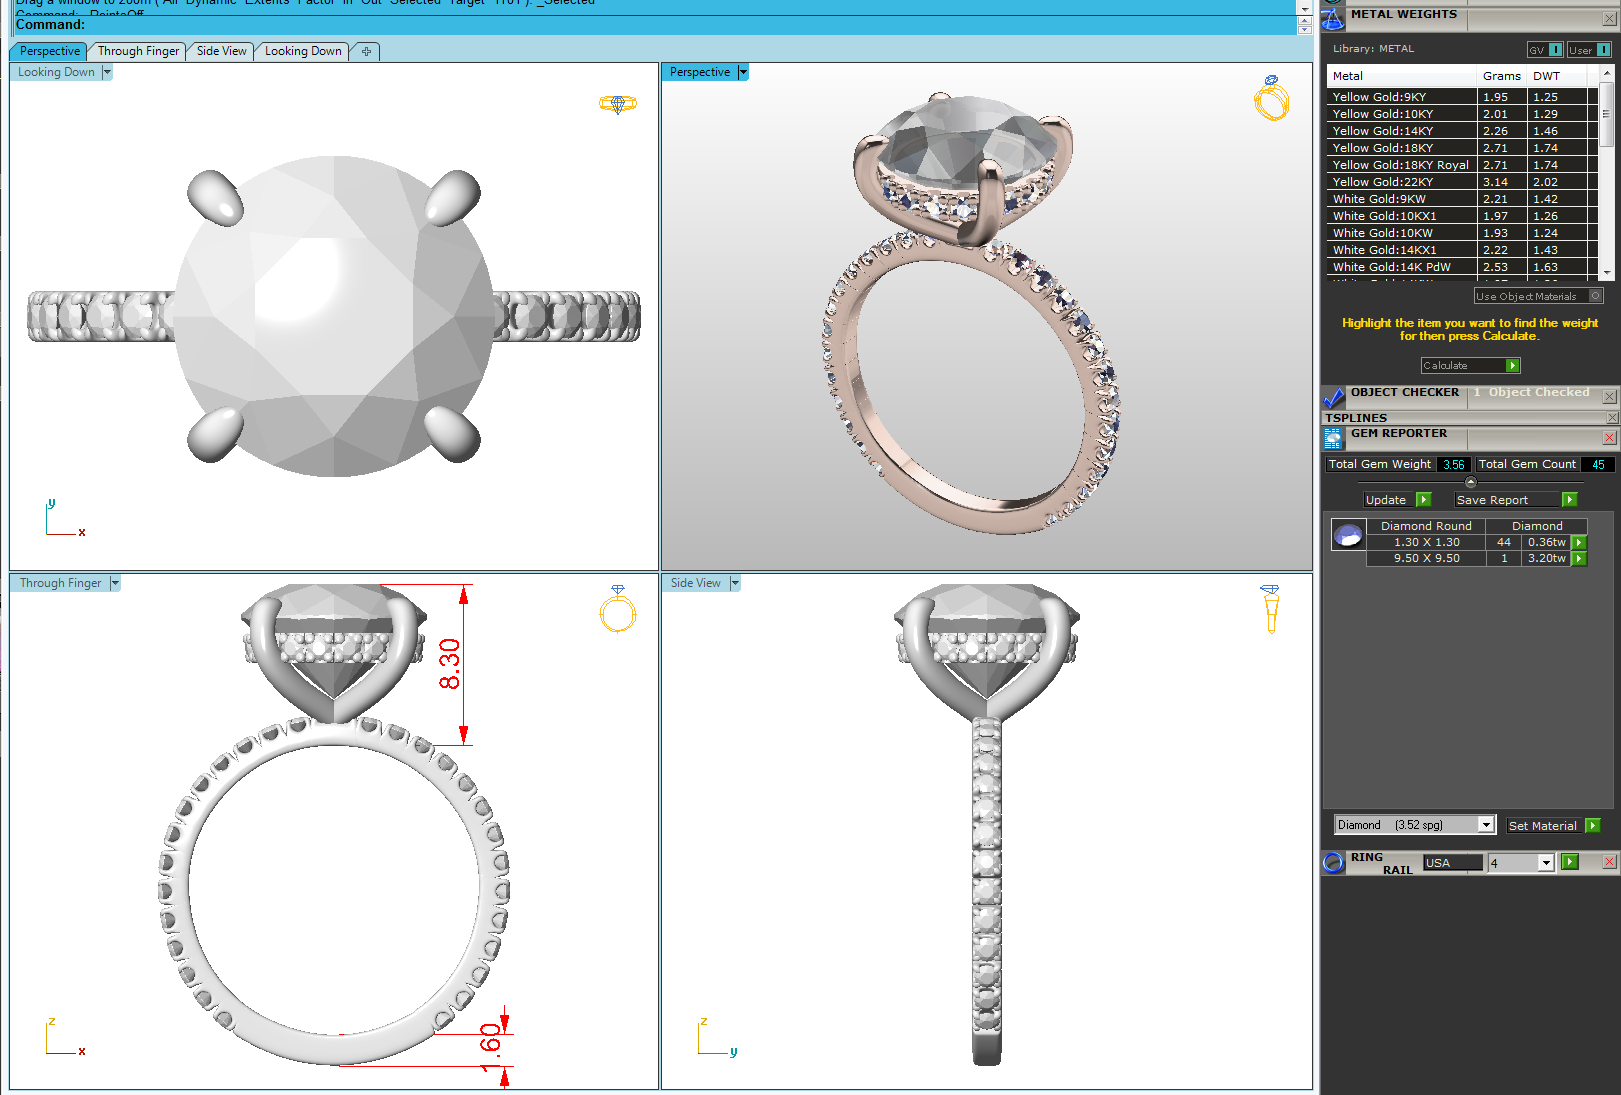 Drag a window to zoom ( All Dynamic Extents Factor In Out Selected Target 1To1 ): _Selected
Command: _PointsOff
Command:
Perspective
Through Finger
Side View
Looking Down
Looking Down
Perspective
y
x
Through Finger
Side View
8.30
1.60
z
x
z
y
METAL WEIGHTS
Library: METAL
GV
User
Metal Grams DWT
Yellow Gold:9KY 1.95 1.25
Yellow Gold:10KY 2.01 1.29
Yellow Gold:14KY 2.26 1.46
Yellow Gold:18KY 2.71 1.74
Yellow Gold:18KY Royal 2.71 1.74
Yellow Gold:22KY 3.14 2.02
White Gold:9KW 2.21 1.42
White Gold:10KX1 1.97 1.26
White Gold:10KW 1.93 1.24
White Gold:14KX1 2.22 1.43
White Gold:14K PdW 2.53 1.63
Use Object Materials
Highlight the item you want to find the weight
for then press Calculate.
Calculate
OBJECT CHECKER 1 Object Checked
TSPLINES
GEM REPORTER
Total Gem Weight 3.56 Total Gem Count 45
Update Save Report
Diamond Round Diamond
1.30 X 1.30 44 0.36tw
9.50 X 9.50 1 3.20tw
Diamond (3.52 spg) Set Material
RING RAIL USA 4